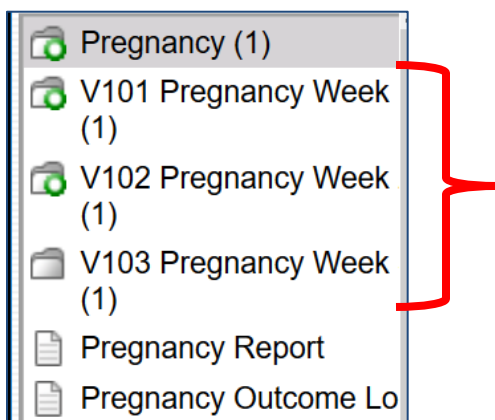 Pregnancy (1)
V101 Pregnancy Week
(1)
V102 Pregnancy Week
(1)
V103 Pregnancy Week
(1)
Pregnancy Report
Pregnancy Outcome Lo